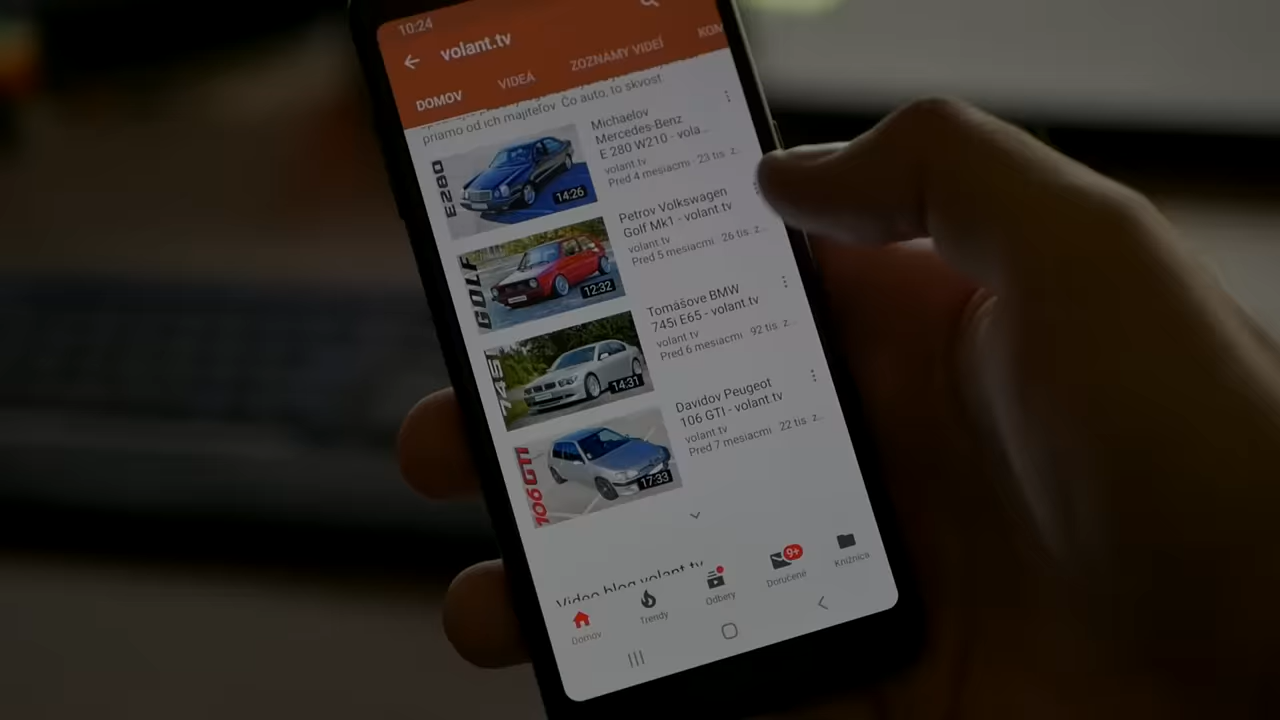 10:24
volant.tv
DOMOV VIDEÁ ZOZNAMY VIDEÍ KOM
priamo od ich majiteľov. Čo auto, to skvost.
E280
14:26
Michaelov
Mercedes-Benz
E 280 W210 - vola...
volant.tv
Pred 4 mesiacmi · 23 tis. z...
GOLF
12:32
Petrov Volkswagen
Golf Mk1 - volant.tv
volant.tv
Pred 5 mesiacmi · 26 tis. z...
745i
14:31
Tomášove BMW
745i E65 - volant.tv
volant.tv
Pred 6 mesiacmi · 92 tis. z...
106GTI
17:33
Davidov Peugeot
106 GTI - volant.tv
volant.tv
Pred 7 mesiacmi · 22 tis. z...
Video blog volant.tv
9+
Domov Trendy Odbery Doručené Knižnica